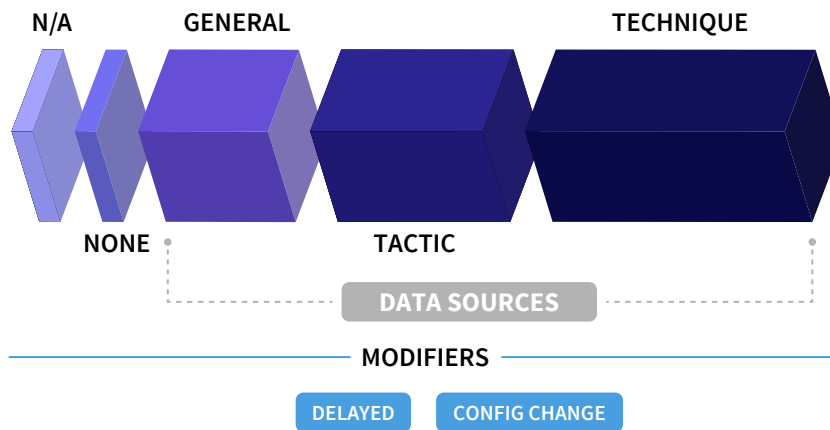 N/A
GENERAL
TECHNIQUE
NONE
TACTIC
DATA SOURCES
MODIFIERS
DELAYED
CONFIG CHANGE